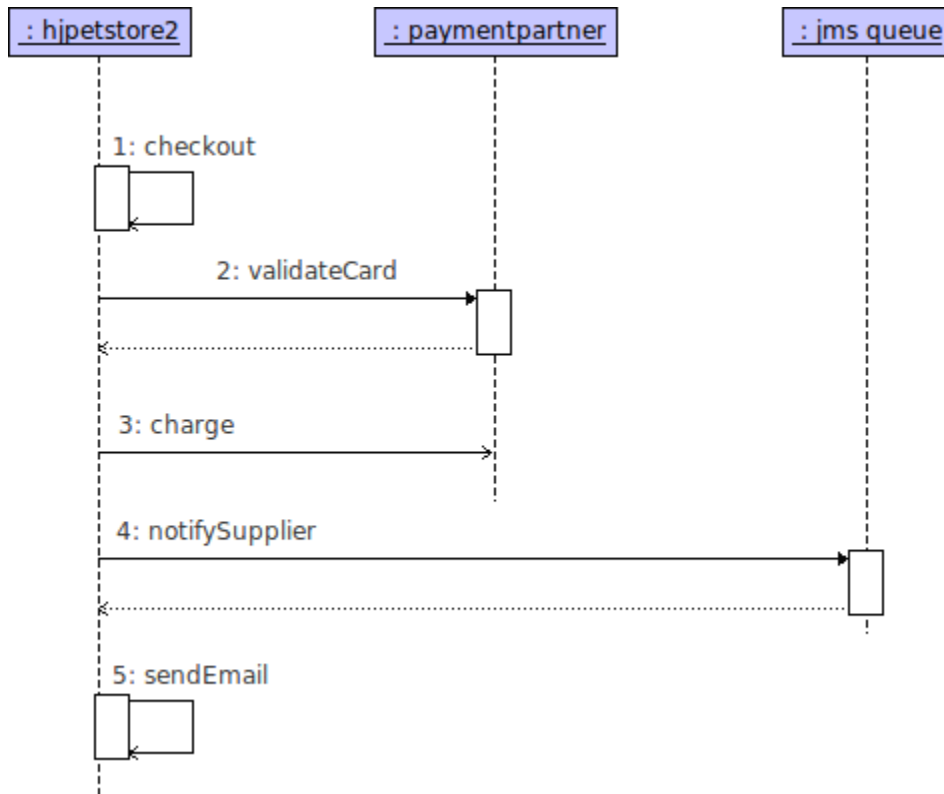 : hjpetstore2
: paymentpartner
: jms queue
1: checkout
2: validateCard
3: charge
4: notifySupplier
5: sendEmail